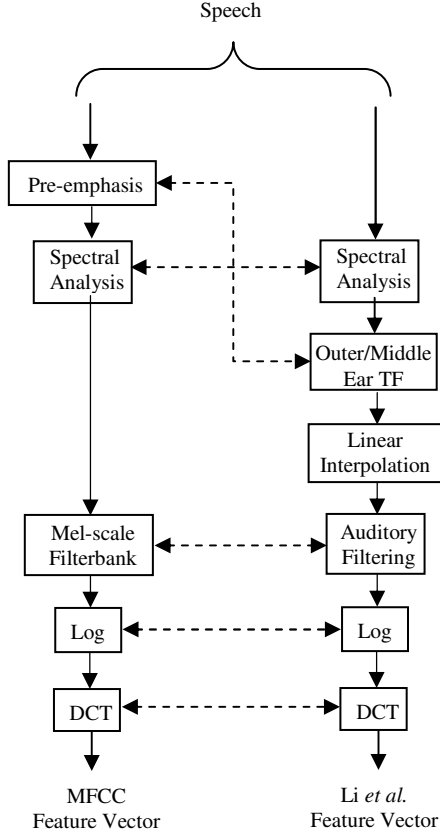 Speech
Pre-emphasis
Spectral
Analysis
Spectral
Analysis
Outer/Middle
Ear TF
Linear
Interpolation
Mel-scale
Filterbank
Auditory
Filtering
Log
Log
DCT
DCT
MFCC
Feature Vector
Li et al.
Feature Vector